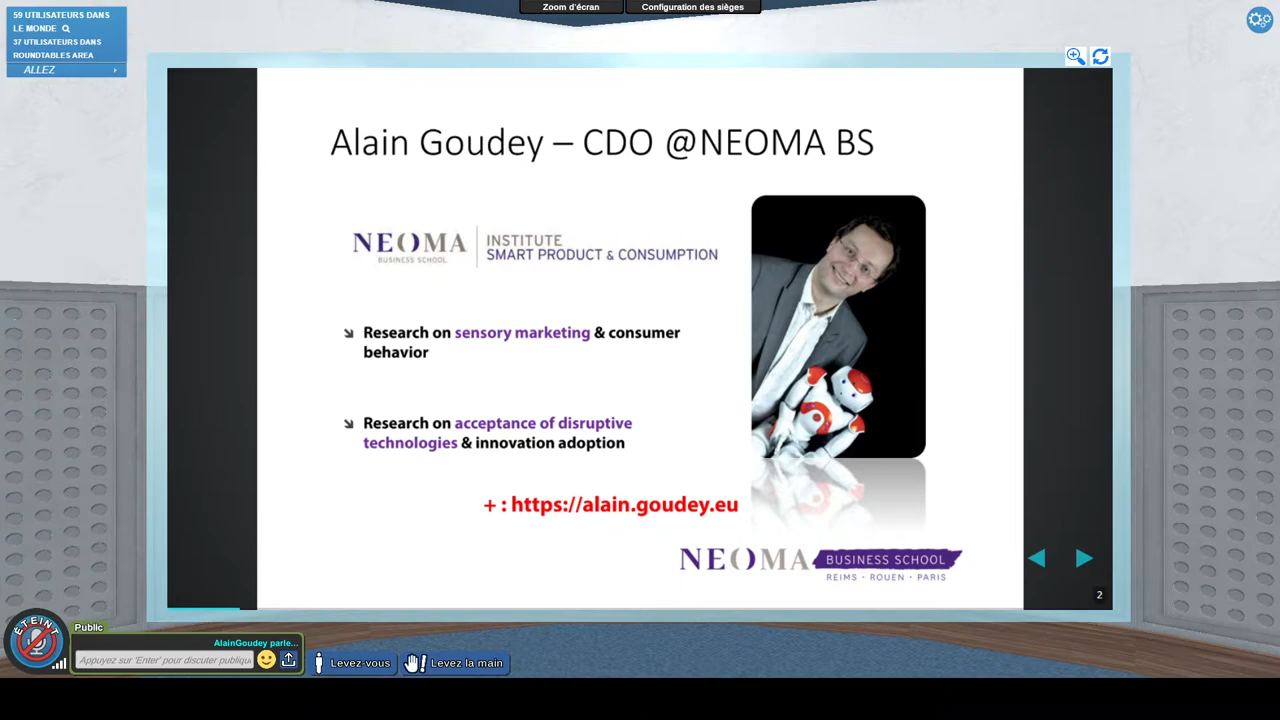 59 UTILISATEURS DANS
LE MONDE
37 UTILISATEURS DANS
ROUNDTABLES AREA
ALLEZ
Zoom d'écran
Configuration des sièges
Alain Goudey – CDO @NEOMA BS
NEOMA
BUSINESS SCHOOL
INSTITUTE
SMART PRODUCT & CONSUMPTION
Research on sensory marketing & consumer
behavior
Research on acceptance of disruptive
technologies & innovation adoption
+ : https://alain.goudey.eu
NEOMA BUSINESS SCHOOL
REIMS • ROUEN • PARIS
2
ÉTEINT
Public
AlainGoudey parle...
Appuyez sur 'Enter' pour discuter publiqu
Levez-vous
Levez la main